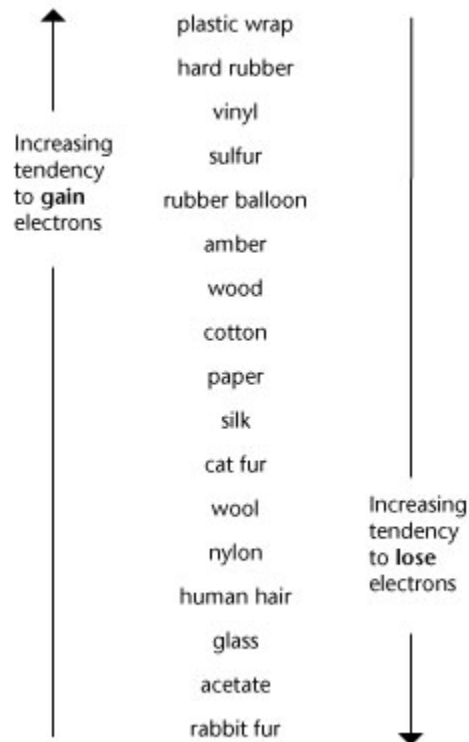 plastic wrap
hard rubber
vinyl
sulfur
rubber balloon
amber
wood
cotton
paper
silk
cat fur
wool
nylon
human hair
glass
acetate
rabbit fur
Increasing
tendency
to gain
electrons
Increasing
tendency
to lose
electrons